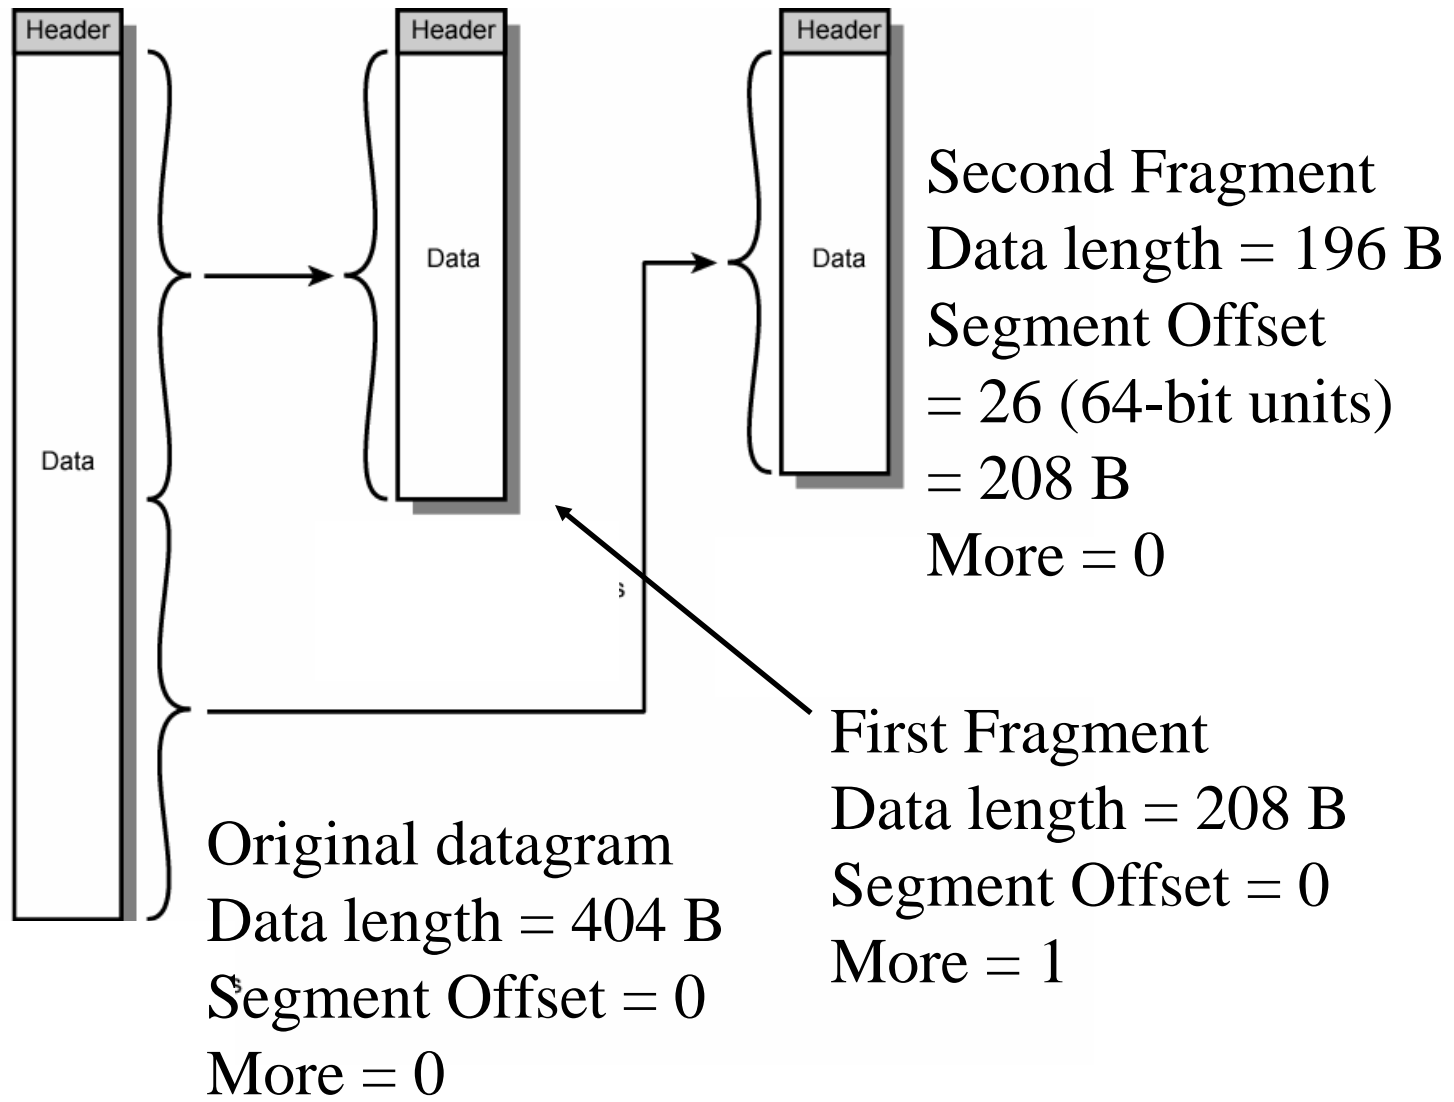 Header
Header
Header
Data
Data
Data
Second Fragment
Data length = 196 B
Segment Offset
= 26 (64-bit units)
= 208 B
More = 0
First Fragment
Data length = 208 B
Segment Offset = 0
More = 1
Original datagram
Data length = 404 B
Segment Offset = 0
More = 0
s